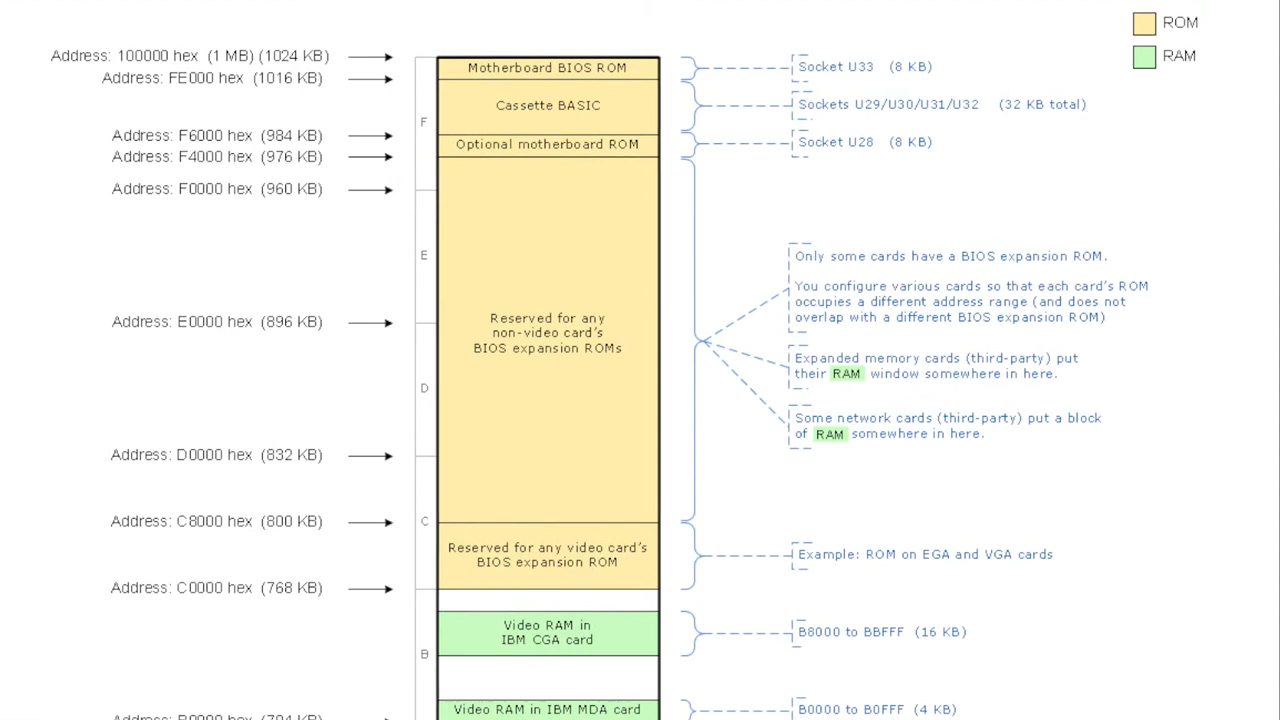 ROM
RAM
Address: 100000 hex (1 MB) (1024 KB)
Address: FE000 hex (1016 KB)
Address: F6000 hex (984 KB)
Address: F4000 hex (976 KB)
Address: F0000 hex (960 KB)
Address: E0000 hex (896 KB)
Address: D0000 hex (832 KB)
Address: C8000 hex (800 KB)
Address: C0000 hex (768 KB)
F
E
D
C
B
Motherboard BIOS ROM
Cassette BASIC
Optional motherboard ROM
Reserved for any
non-video card's
BIOS expansion ROMs
Reserved for any video card's
BIOS expansion ROM
Video RAM in
IBM CGA card
Video RAM in IBM MDA card
Socket U33 (8 KB)
Sockets U29/U30/U31/U32 (32 KB total)
Socket U28 (8 KB)
Only some cards have a BIOS expansion ROM.
You configure various cards so that each card's ROM
occupies a different address range (and does not
overlap with a different BIOS expansion ROM)
Expanded memory cards (third-party) put
their RAM window somewhere in here.
Some network cards (third-party) put a block
of RAM somewhere in here.
Example: ROM on EGA and VGA cards
B8000 to BBFFF (16 KB)
B0000 to B0FFF (4 KB)